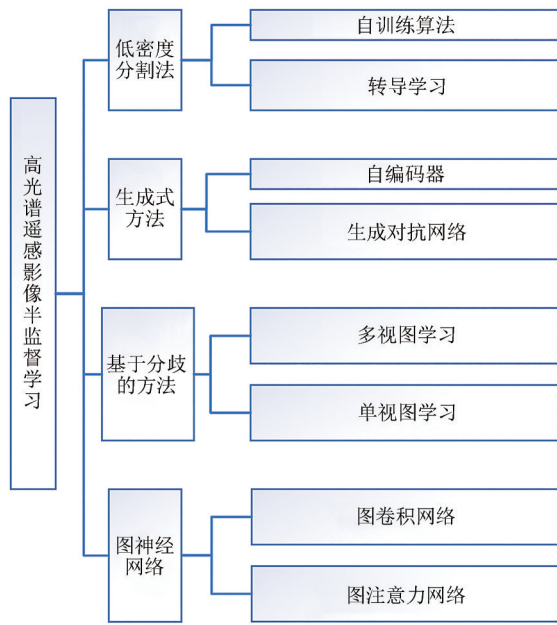 高光谱遥感影像半监督学习
低密度
分割法
自训练算法
转导学习
生成式
方法
自编码器
生成对抗网络
基于分歧
的方法
多视图学习
单视图学习
图神经
网络
图卷积网络
图注意力网络